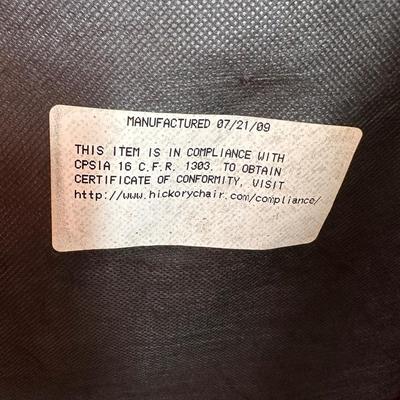 MANUFACTURED 07/21/09
THIS ITEM IS IN COMPLIANCE WITH
CPSIA 16 C.F.R. 1303. TO OBTAIN
CERTIFICATE OF CONFORMITY, VISIT
http://www.hickorychair.com/compliance/